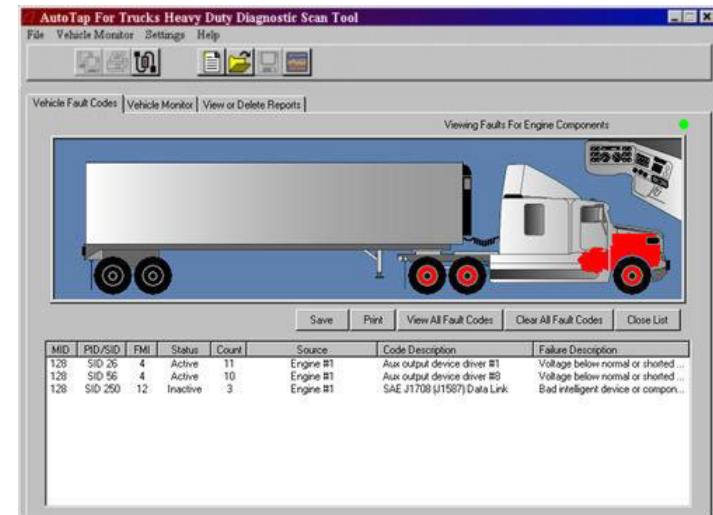 AutoTap For Trucks Heavy Duty Diagnostic Scan Tool
File Vehicle Monitor Settings Help
Vehicle Fault Codes Vehicle Monitor View or Delete Reports
Viewing Faults For Engine Components
Save Print View All Fault Codes Clear All Fault Codes Close List
MID PID/SID FMI Status Count Source Code Description Failure Description
128 SID 26 4 Active 11 Engine #1 Aux output device driver #1 Voltage below normal or shorted ...
128 SID 56 4 Active 10 Engine #1 Aux output device driver #8 Voltage below normal or shorted ...
128 SID 250 12 Inactive 3 Engine #1 SAE J1708 (J1587) Data Link Bad intelligent device or compon...